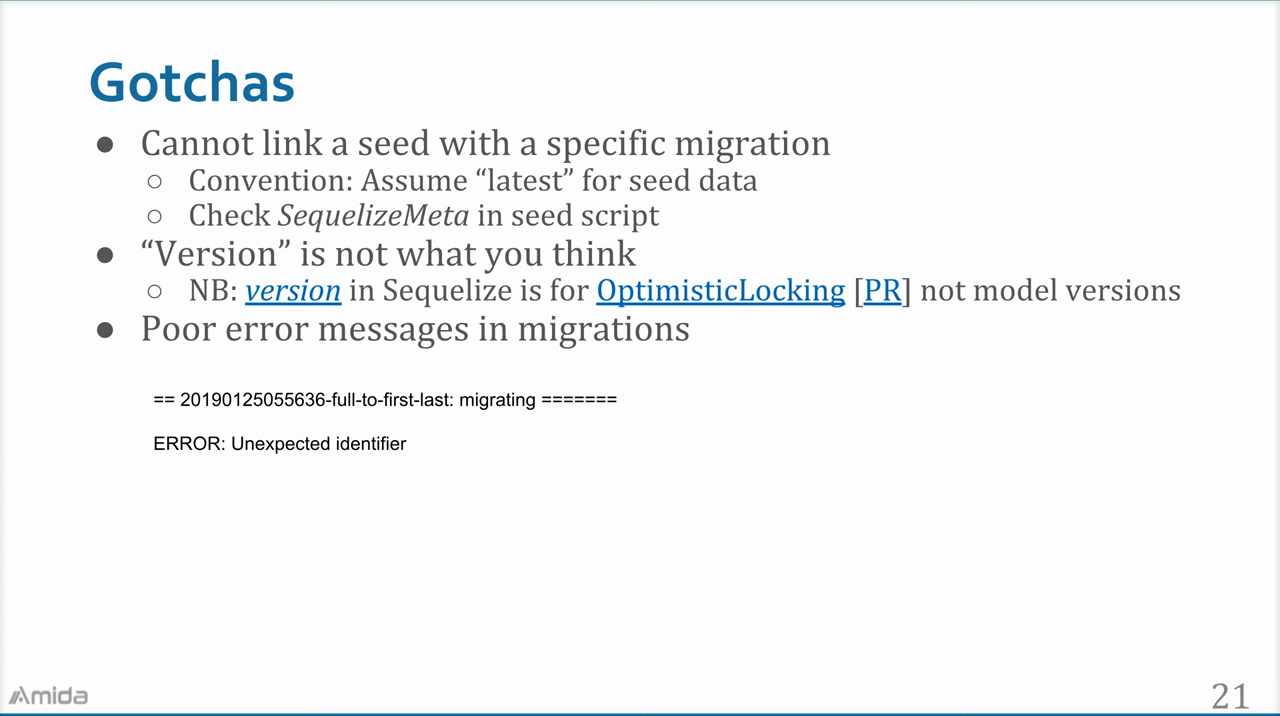 Gotchas
● Cannot link a seed with a specific migration
○ Convention: Assume “latest” for seed data
○ Check SequelizeMeta in seed script
● “Version” is not what you think
○ NB: version in Sequelize is for OptimisticLocking [PR] not model versions
● Poor error messages in migrations
== 20190125055636-full-to-first-last: migrating =======
ERROR: Unexpected identifier
Amida
21